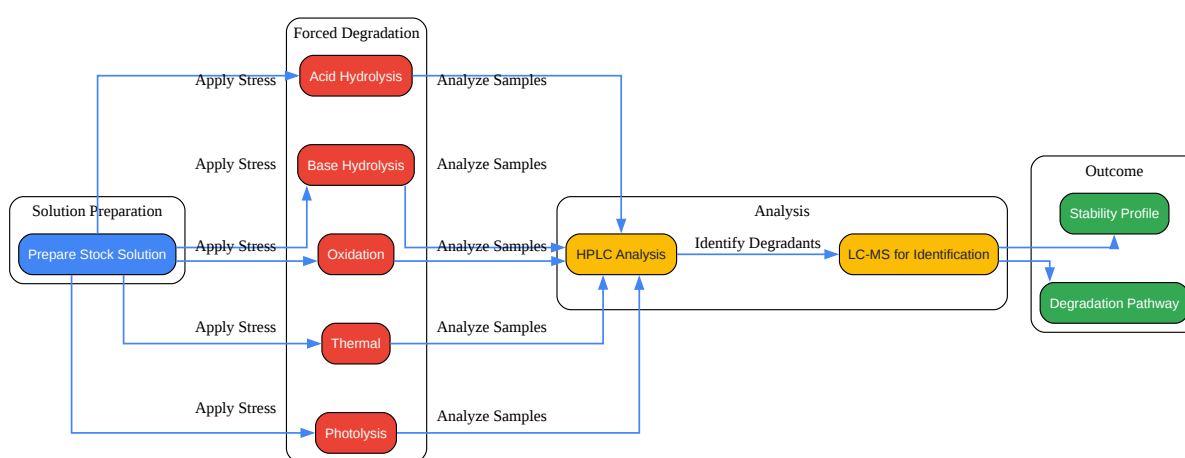 Forced Degradation
Apply Stress
Acid Hydrolysis
Analyze Samples
Apply Stress
Base Hydrolysis
Analyze Samples
Outcome
Solution Preparation
Analysis
Stability Profile
Prepare Stock Solution
Apply Stress
Oxidation
Analyze Samples
HPLC Analysis
Identify Degradants
LC-MS for Identification
Degradation Pathway
Apply Stress
Thermal
Analyze Samples
Apply Stress
Photolysis
Analyze Samples